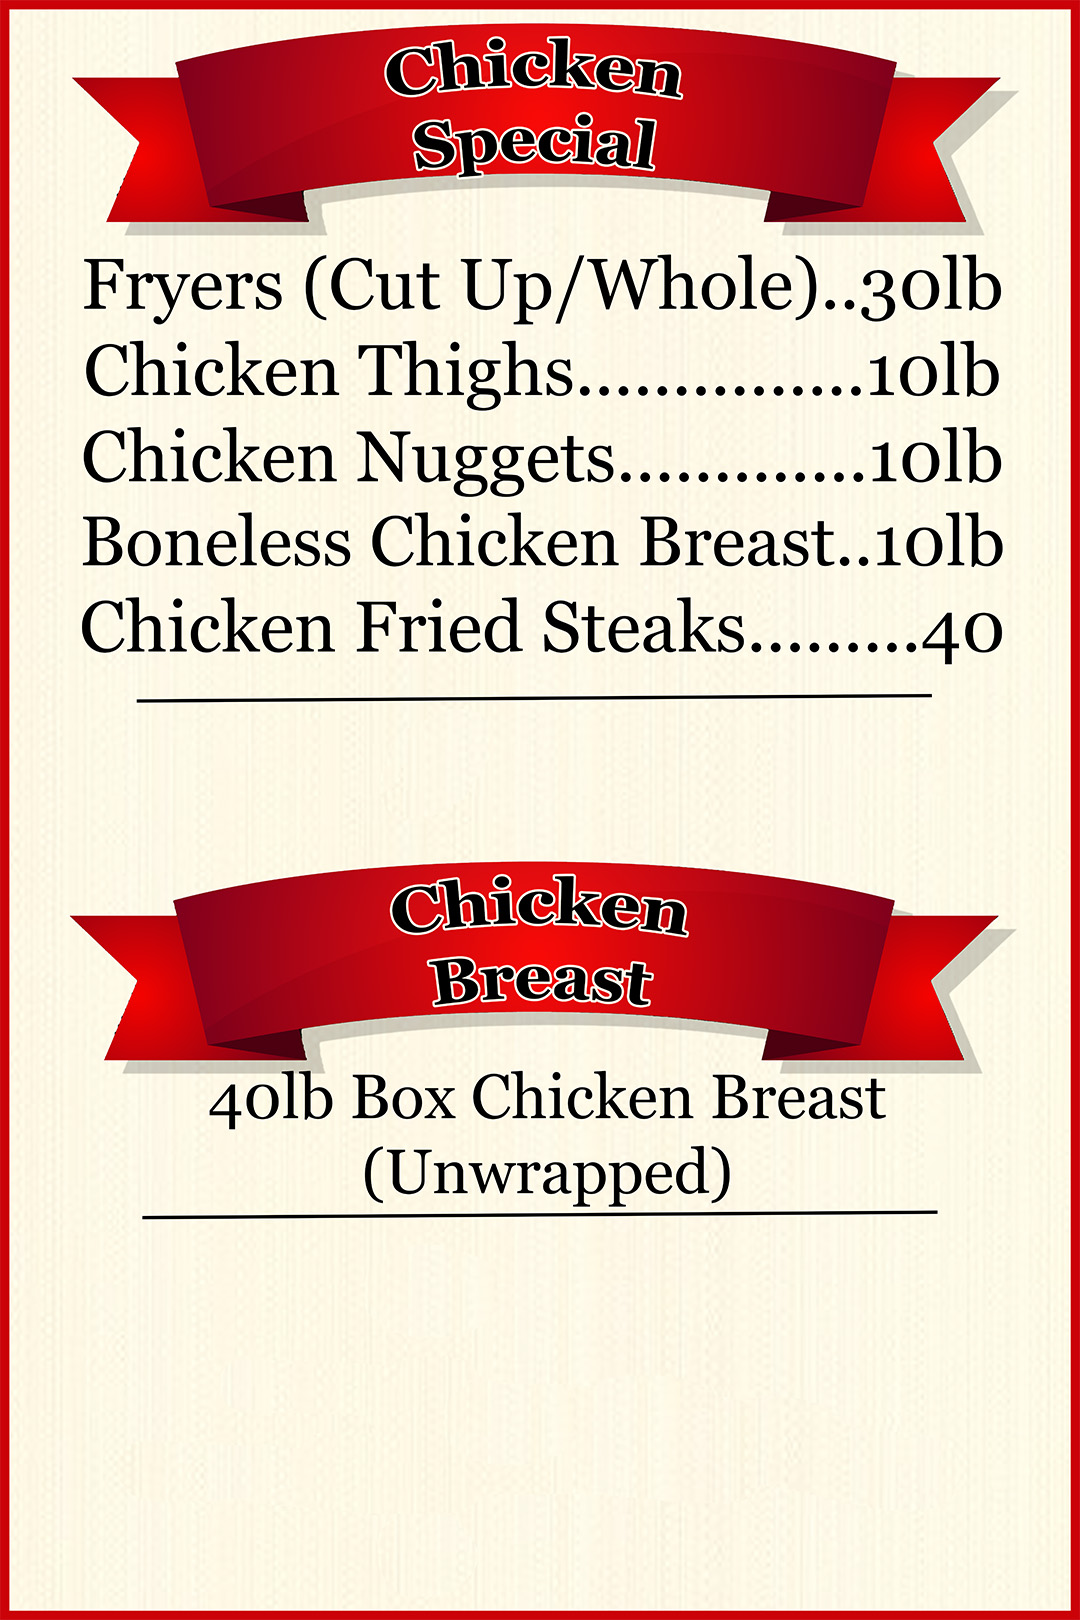 Chicken
Special
Fryers (Cut Up/Whole)..30lb
Chicken Thighs...............10lb
Chicken Nuggets.............10lb
Boneless Chicken Breast..10lb
Chicken Fried Steaks.........40
Chicken
Breast
40lb Box Chicken Breast
(Unwrapped)